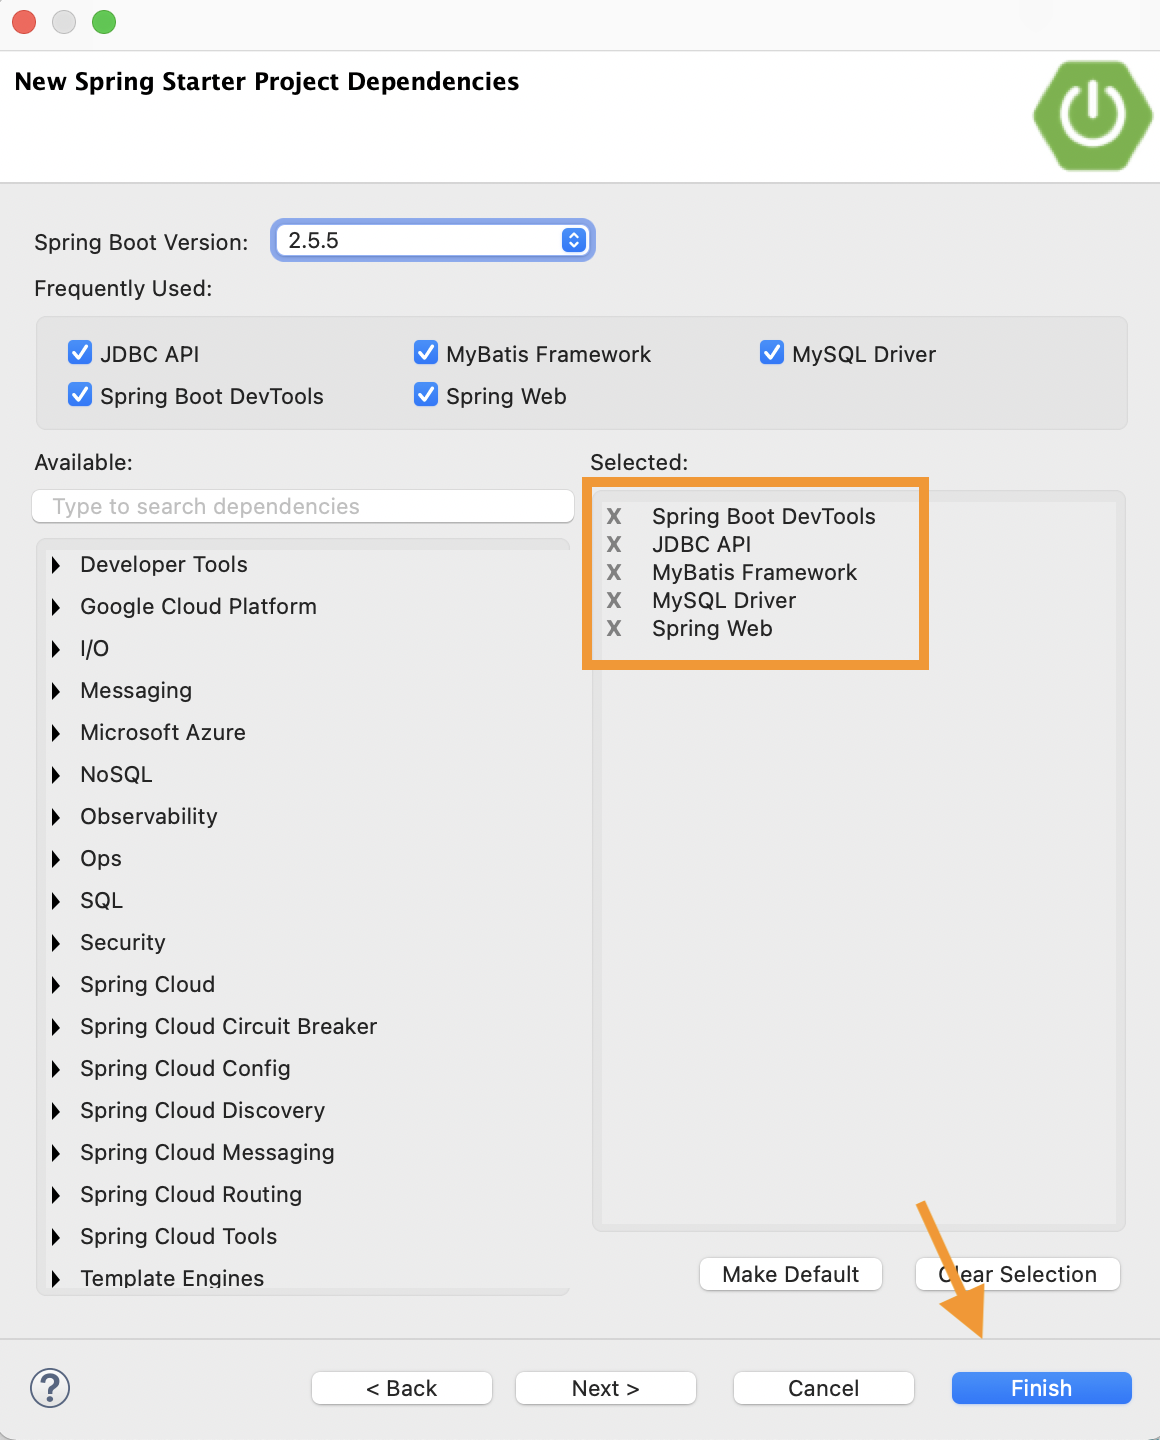 New Spring Starter Project Dependencies
Spring Boot Version: 2.5.5
Frequently Used:
JDBC API MyBatis Framework MySQL Driver
Spring Boot DevTools Spring Web
Available:
Type to search dependencies
Developer Tools
Google Cloud Platform
I/O
Messaging
Microsoft Azure
NoSQL
Observability
Ops
SQL
Security
Spring Cloud
Spring Cloud Circuit Breaker
Spring Cloud Config
Spring Cloud Discovery
Spring Cloud Messaging
Spring Cloud Routing
Spring Cloud Tools
Template Engines
Selected:
X Spring Boot DevTools
X JDBC API
X MyBatis Framework
X MySQL Driver
X Spring Web
Make Default Clear Selection
? < Back Next > Cancel Finish